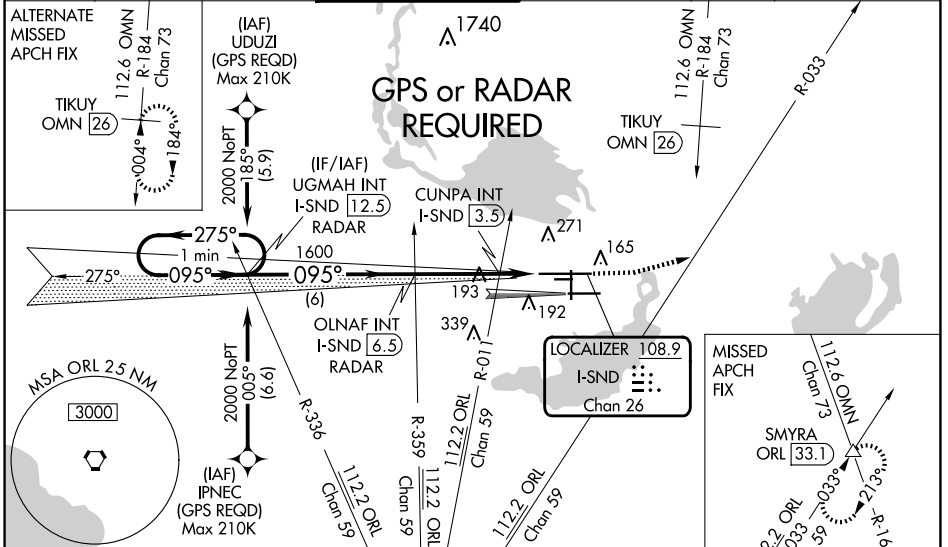 ALTERNATE
MISSED
APCH FIX
112.6 OMN
R-184
Chan 73
TIKUY
OMN 26
004°
184°
(IAF)
UDUZI
(GPS REQD)
Max 210K
2000 NoPT
185°
(5.9)
1740
GPS or RADAR
REQUIRED
112.6 OMN
R-184
Chan 73
TIKUY
OMN 26
R-033
(IF/IAF)
UGMAH INT
I-SND 12.5
RADAR
CUNPA INT
I-SND 3.5
271
165
275°
1 min
275°
095°
1600
095°
(6)
193
192
OLNAF INT
I-SND 6.5
RADAR
339
R-011
112.2 ORL
Chan 59
LOCALIZER 108.9
I-SND
Chan 26
MSA ORL 25 NM
3000
2000 NoPT
005°
(6.6)
(IAF)
IPNEC
(GPS REQD)
Max 210K
R-336
112.2 ORL
Chan 59
R-359
112.2 ORL
Chan 59
112.2 ORL
Chan 59
MISSED
APCH
FIX
112.6 OMN
Chan 73
SMYRA
ORL 33.1
033°
213°
R-16
2.2 ORL
033
59